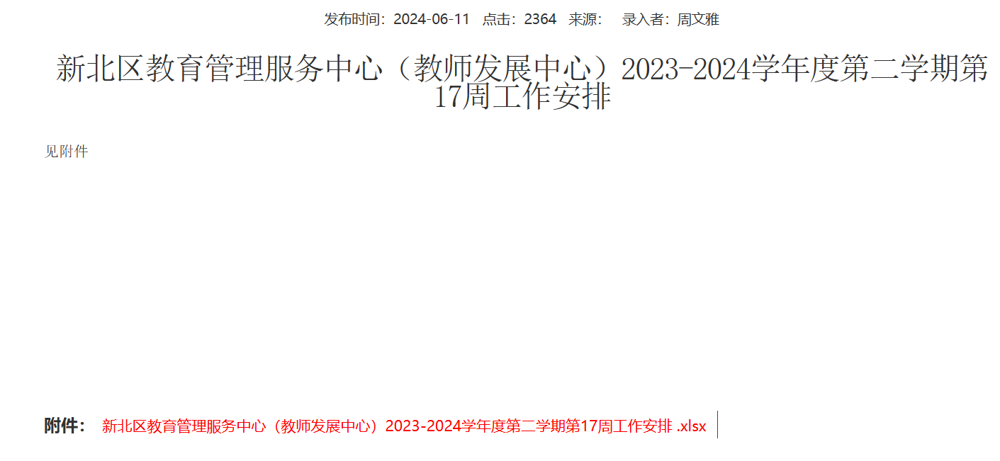 发布时间：2024-06-11 点击：2364 来源： 录入者：周文雅
新北区教育管理服务中心（教师发展中心）2023-2024学年度第二学期第
17周工作安排
见附件
附件： 新北区教育管理服务中心（教师发展中心）2023-2024学年度第二学期第17周工作安排 .xlsx